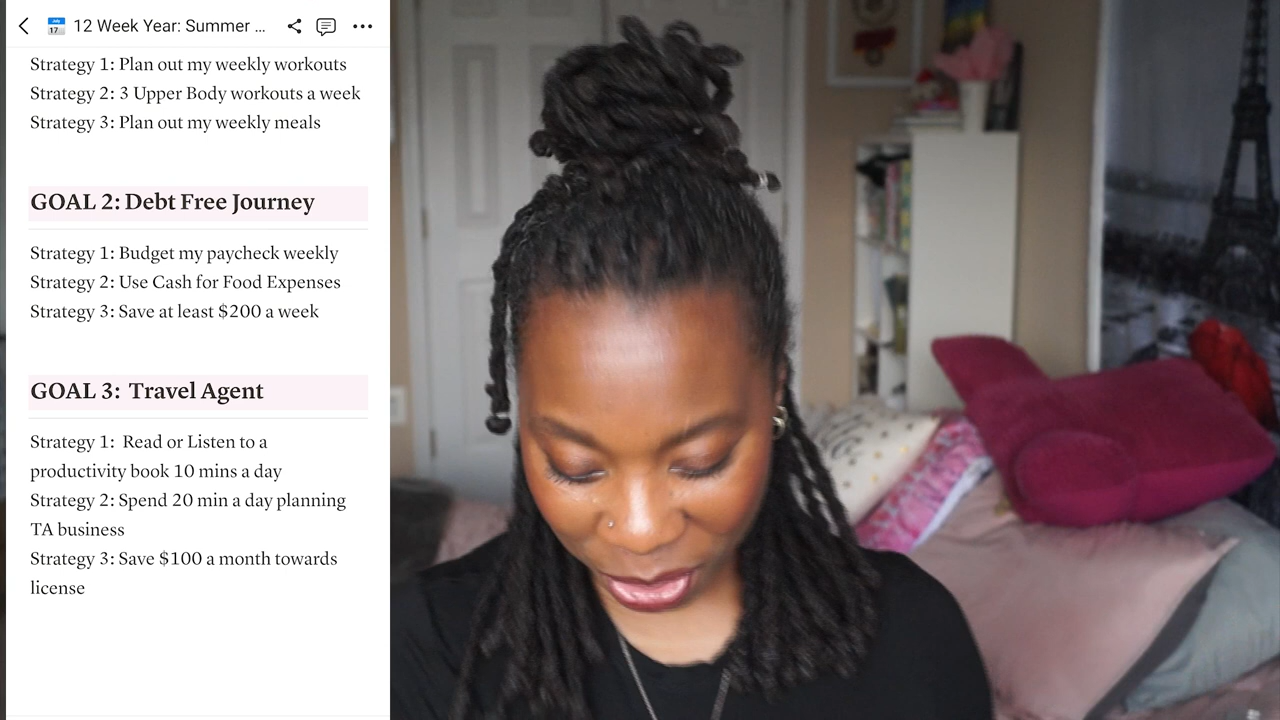 July
17
12 Week Year: Summer ...
Strategy 1: Plan out my weekly workouts
Strategy 2: 3 Upper Body workouts a week
Strategy 3: Plan out my weekly meals
GOAL 2: Debt Free Journey
Strategy 1: Budget my paycheck weekly
Strategy 2: Use Cash for Food Expenses
Strategy 3: Save at least $200 a week
GOAL 3: Travel Agent
Strategy 1: Read or Listen to a
productivity book 10 mins a day
Strategy 2: Spend 20 min a day planning
TA business
Strategy 3: Save $100 a month towards
license